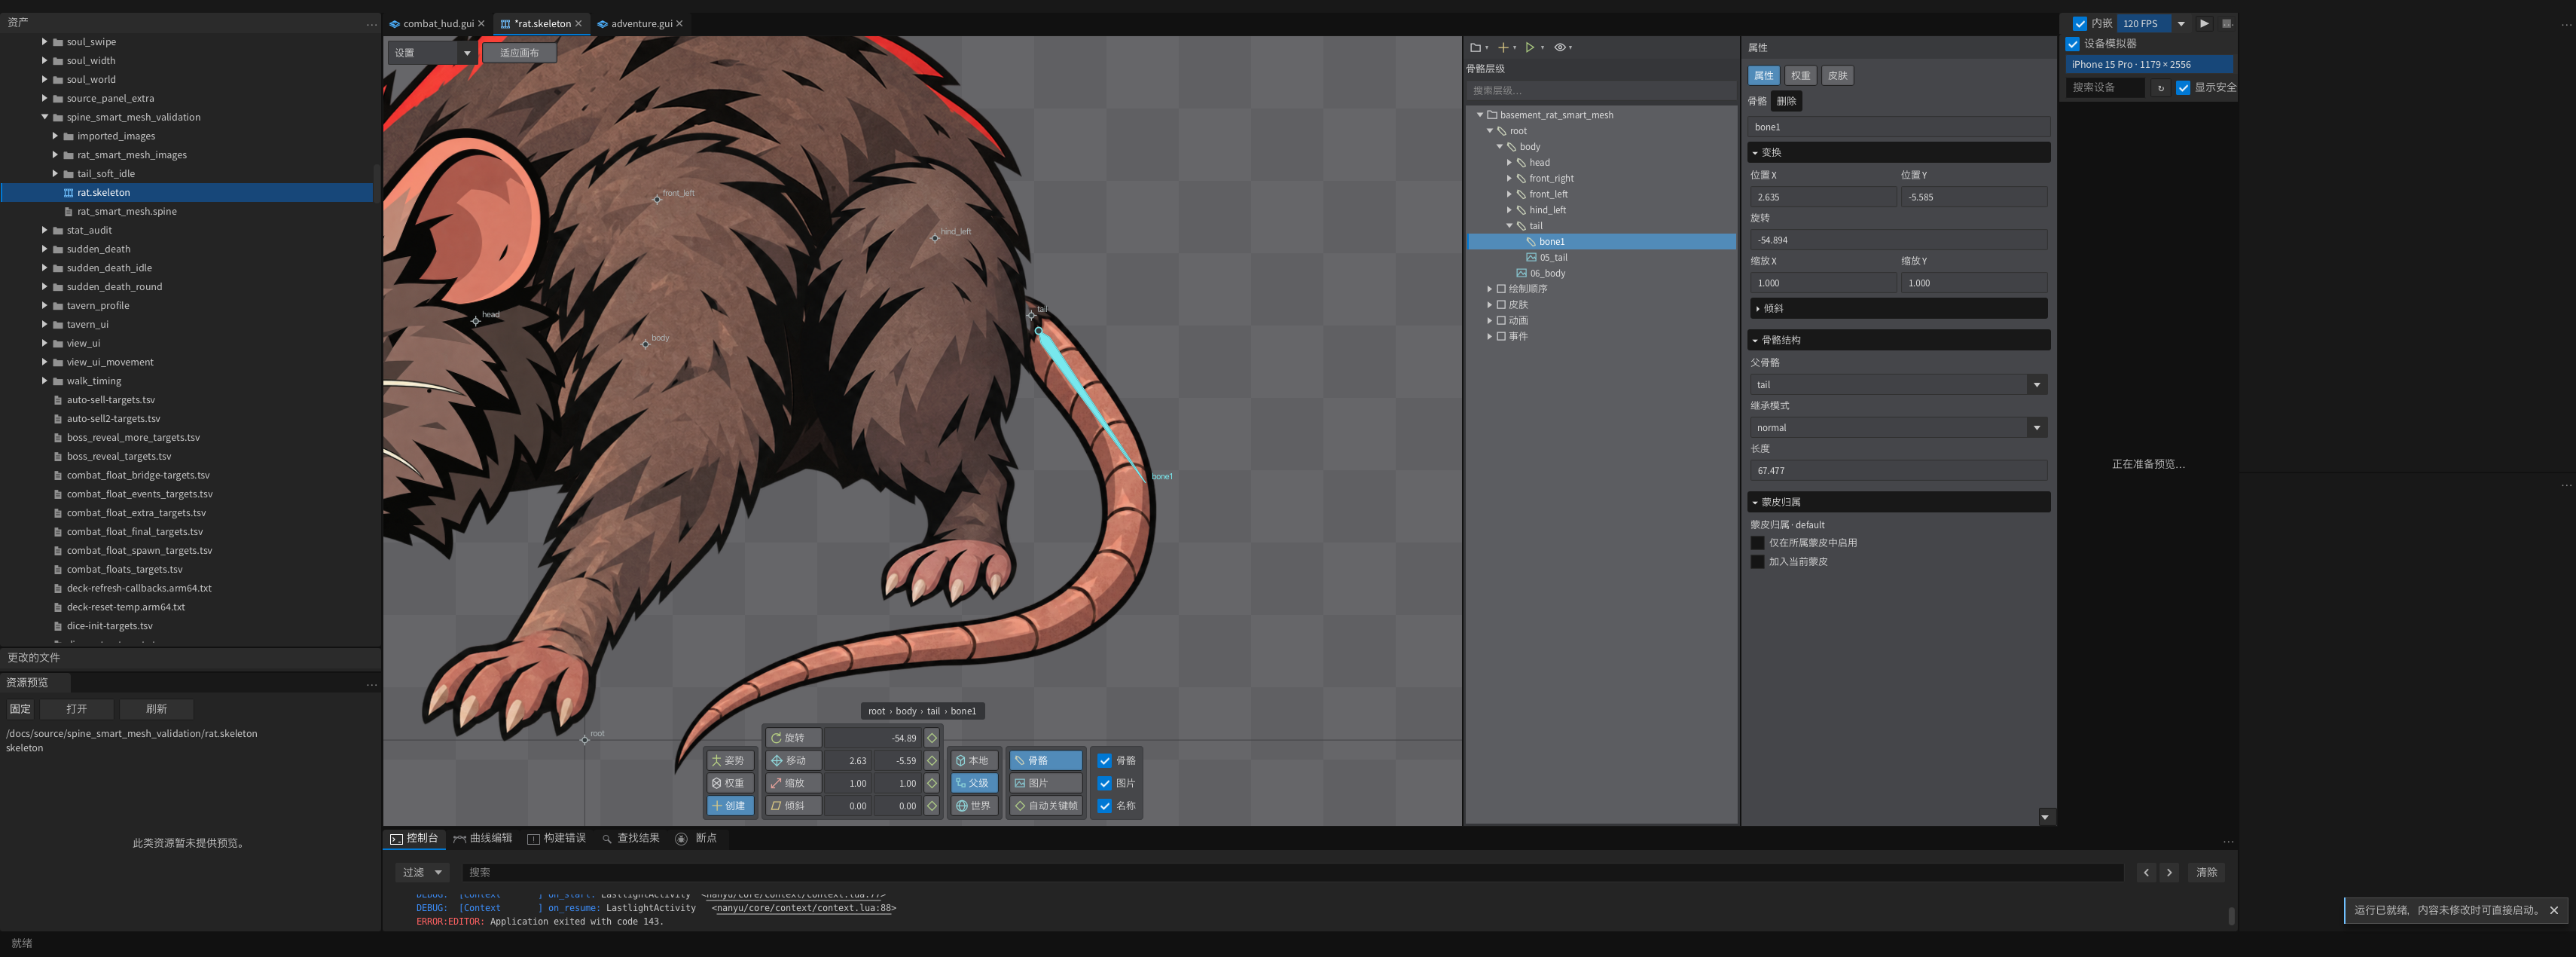 资产
soul_swipe
soul_width
soul_world
source_panel_extra
spine_smart_mesh_validation
imported_images
rat_smart_mesh_images
tail_soft_idle
rat.skeleton
rat_smart_mesh.spine
stat_audit
sudden_death
sudden_death_idle
sudden_death_round
tavern_profile
tavern_ui
view_ui
view_ui_movement
walk_timing
auto-sell-targets.tsv
auto-sell2-targets.tsv
boss_reveal_more_targets.tsv
boss_reveal_targets.tsv
combat_float_bridge-targets.tsv
combat_float_events_targets.tsv
combat_float_extra_targets.tsv
combat_float_final_targets.tsv
combat_float_spawn_targets.tsv
combat_floats_targets.tsv
deck-refresh-callbacks.arm64.txt
deck-reset-temp.arm64.txt
dice-init-targets.tsv
更改的文件
资源预览
固定 打开 刷新
/docs/source/spine_smart_mesh_validation/rat.skeleton
skeleton
此类资源暂未提供预览。
就绪
combat_hud.gui *rat.skeleton adventure.gui
设置 适应画布
front_left
hind_left
head
tail
body
bone1
root
root › body › tail › bone1
旋转 -54.89
姿势 移动 2.63 -5.59 本地 骨骼 骨骼
权重 缩放 1.00 1.00 父级 图片 图片
创建 倾斜 0.00 0.00 世界 自动关键帧 名称
控制台 曲线编辑 构建错误 查找结果 断点
过滤 搜索 清除
DEBUG: [Context ] on_start: LastlightActivity <nanyu/core/context/context.lua:77>
DEBUG: [Context ] on_resume: LastlightActivity <nanyu/core/context/context.lua:88>
ERROR:EDITOR: Application exited with code 143.
骨骼层级
搜索层级…
basement_rat_smart_mesh
root
body
head
front_right
front_left
hind_left
tail
bone1
05_tail
06_body
绘制顺序
皮肤
动画
事件
属性
属性 权重 皮肤
骨骼 删除
bone1
变换
位置 X 位置 Y
2.635 -5.585
旋转
-54.894
缩放 X 缩放 Y
1.000 1.000
倾斜
骨骼结构
父骨骼
tail
继承模式
normal
长度
67.477
蒙皮归属
蒙皮归属 · default
仅在所属蒙皮中启用
加入当前蒙皮
内嵌 120 FPS
设备模拟器
iPhone 15 Pro · 1179 × 2556
搜索设备 显示安全
正在准备预览…
运行已就绪，内容未修改时可直接启动。